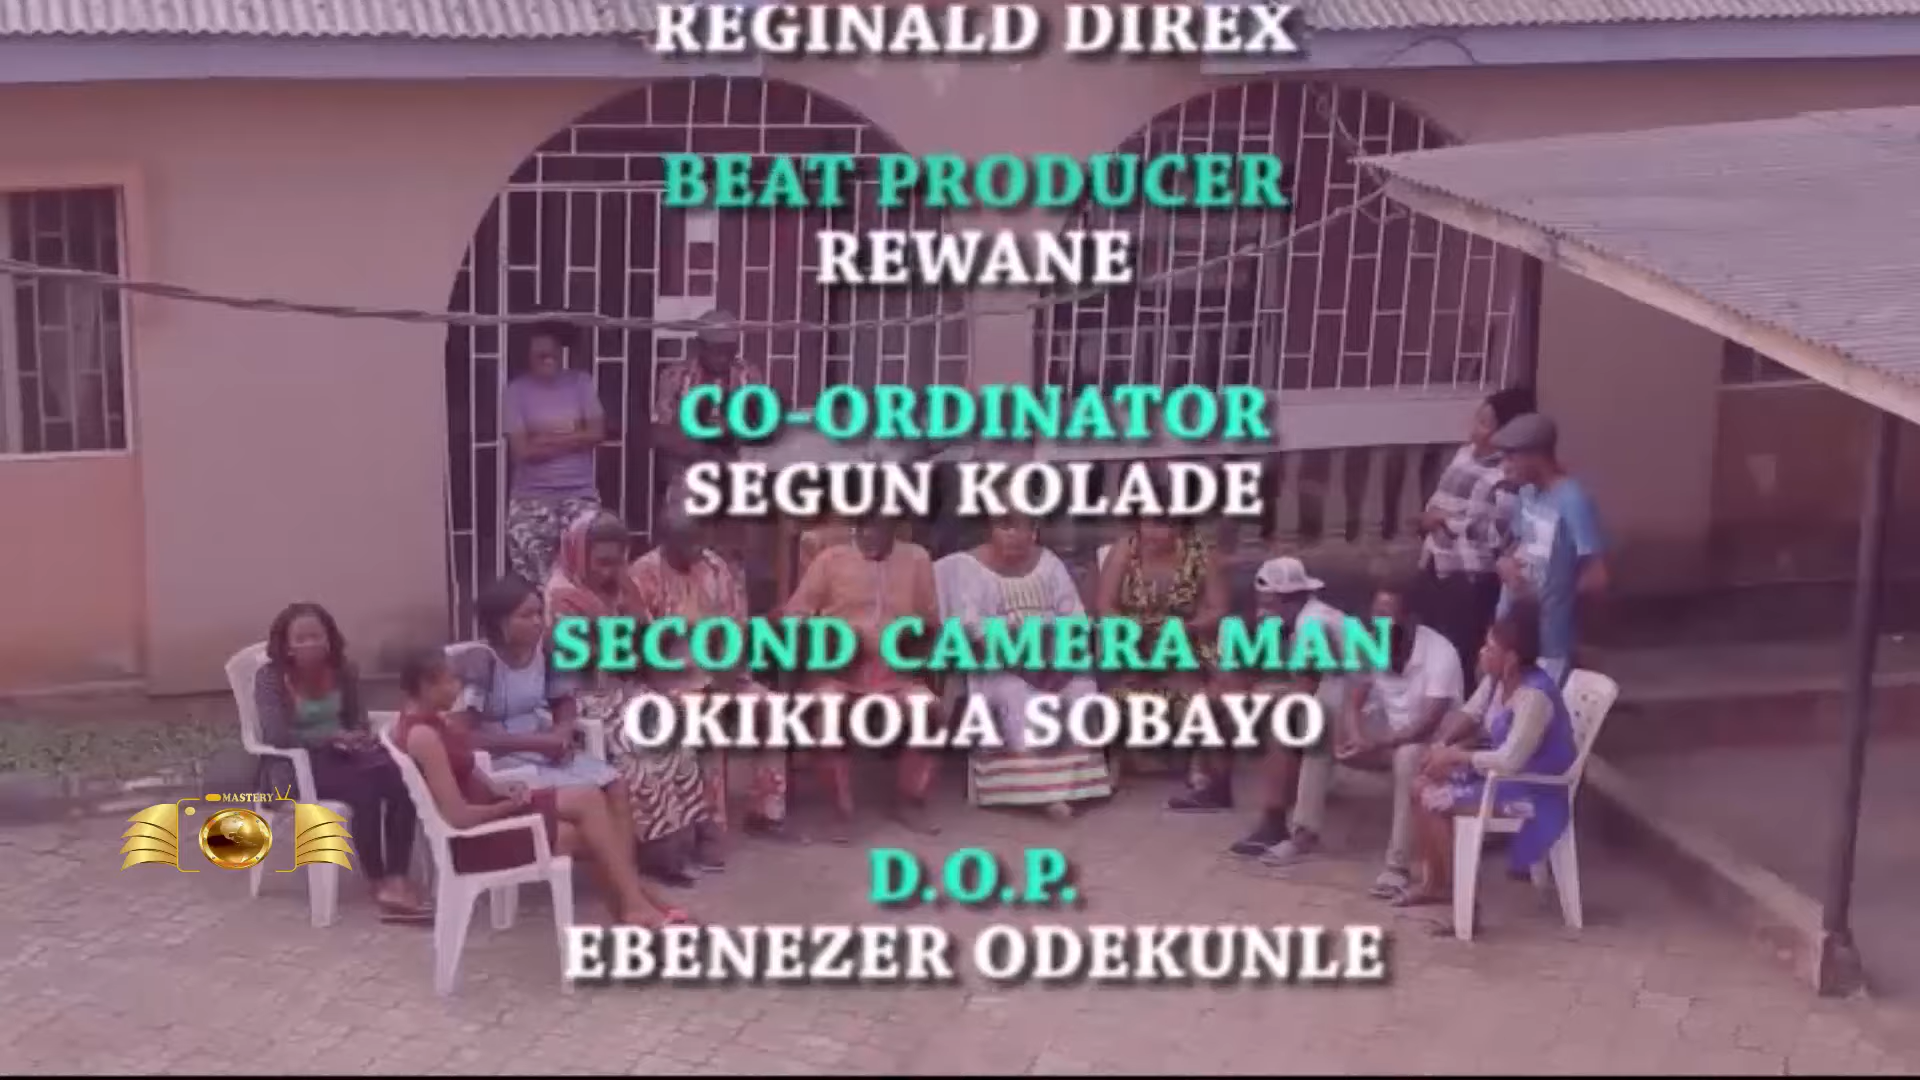 REGINALD DIREX
BEAT PRODUCER
REWANE
CO-ORDINATOR
SEGUN KOLADE
SECOND CAMERA MAN
OKIKIOLA SOBAYO
D.O.P.
EBENEZER ODEKUNLE
MASTERY